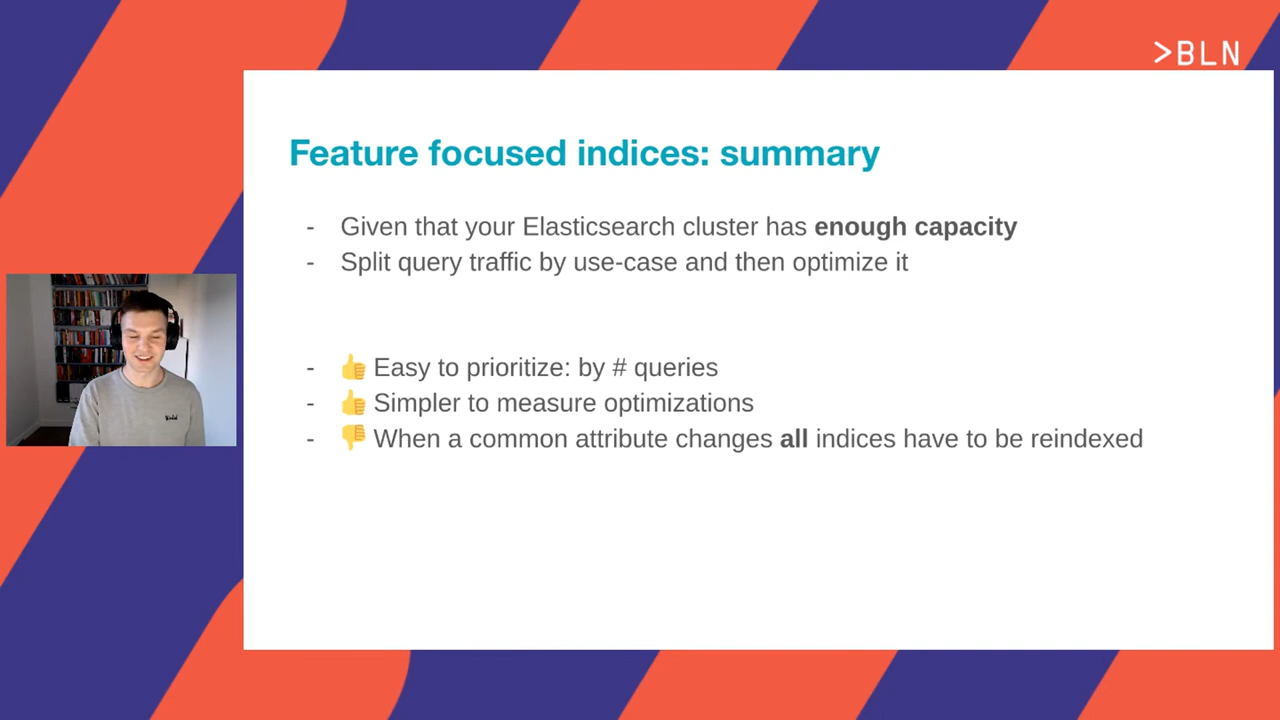 >BLN
Feature focused indices: summary
- Given that your Elasticsearch cluster has enough capacity
- Split query traffic by use-case and then optimize it
- 👍 Easy to prioritize: by # queries
- 👍 Simpler to measure optimizations
- 👎 When a common attribute changes all indices have to be reindexed